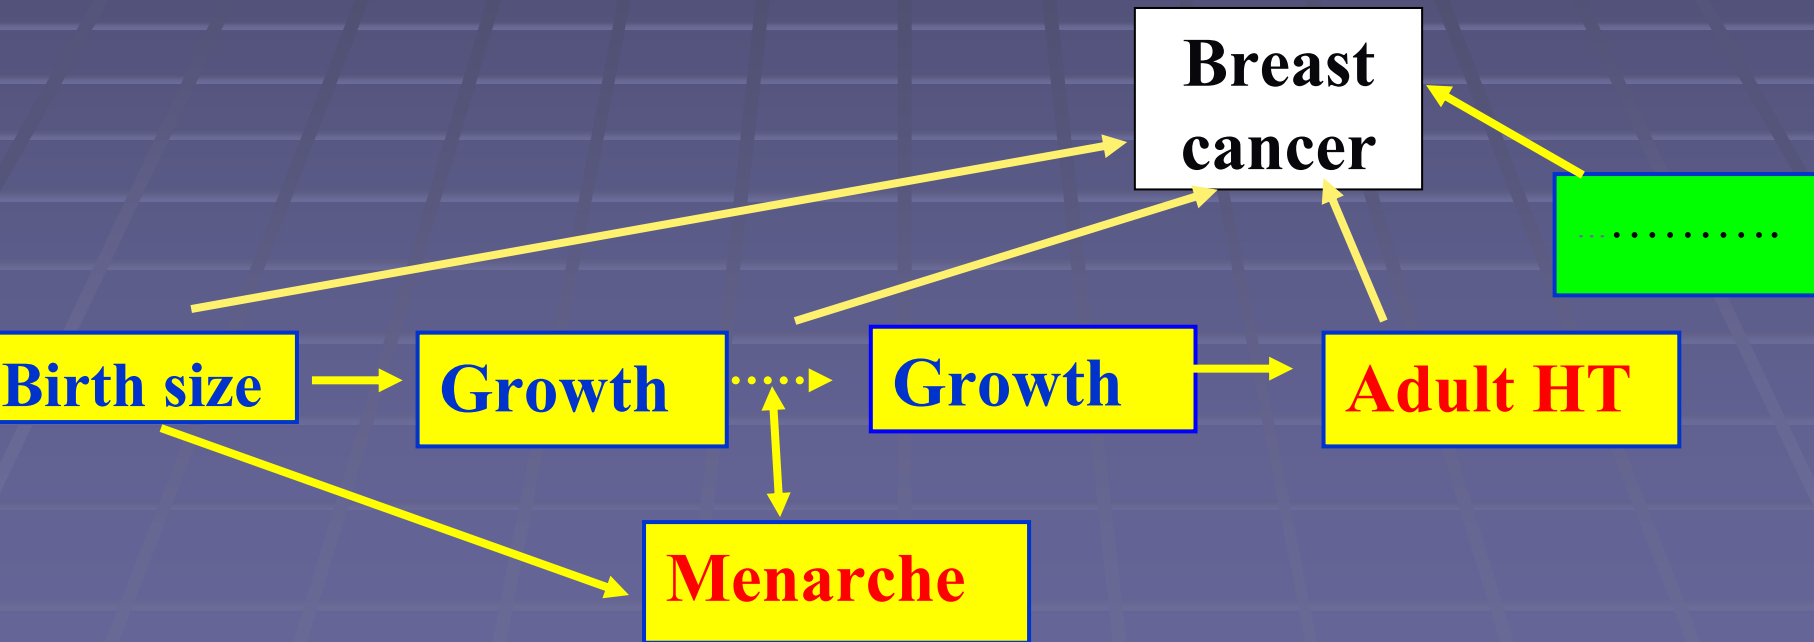 Breast
cancer
.............
Birth size
Growth
Growth
Adult HT
Menarche